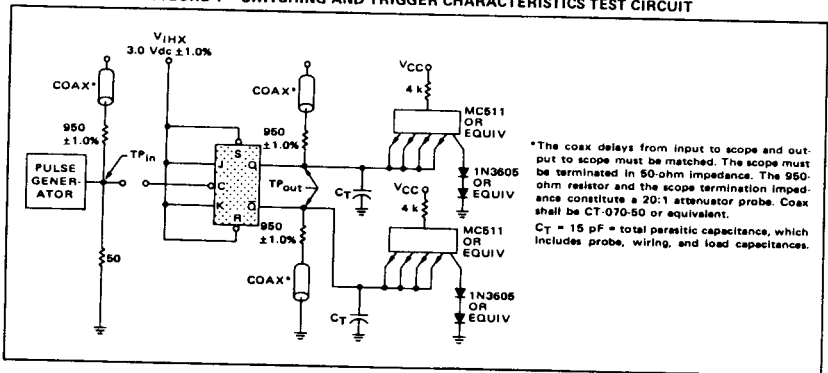 SWITCHING AND TRIGGER CHARACTERISTICS TEST CIRCUIT
VIHX
3.0 Vdc ±1.0%
COAX*
950
±1.0%
TPin
PULSE
GENER-
ATOR
50
S
J
Q
C
K
Q
R
COAX*
950
±1.0%
TPout
950
±1.0%
COAX*
VCC
4 k
MC511
OR
EQUIV
1N3605
OR
EQUIV
CT
VCC
4 k
MC511
OR
EQUIV
1N3605
OR
EQUIV
CT
*The coax delays from input to scope and out-
put to scope must be matched. The scope must
be terminated in 50-ohm impedance. The 950-
ohm resistor and the scope termination imped-
ance constitute a 20:1 attenuator probe. Coax
shall be CT-070-50 or equivalent.
CT = 15 pF = total parasitic capacitance, which
includes probe, wiring, and load capacitances.